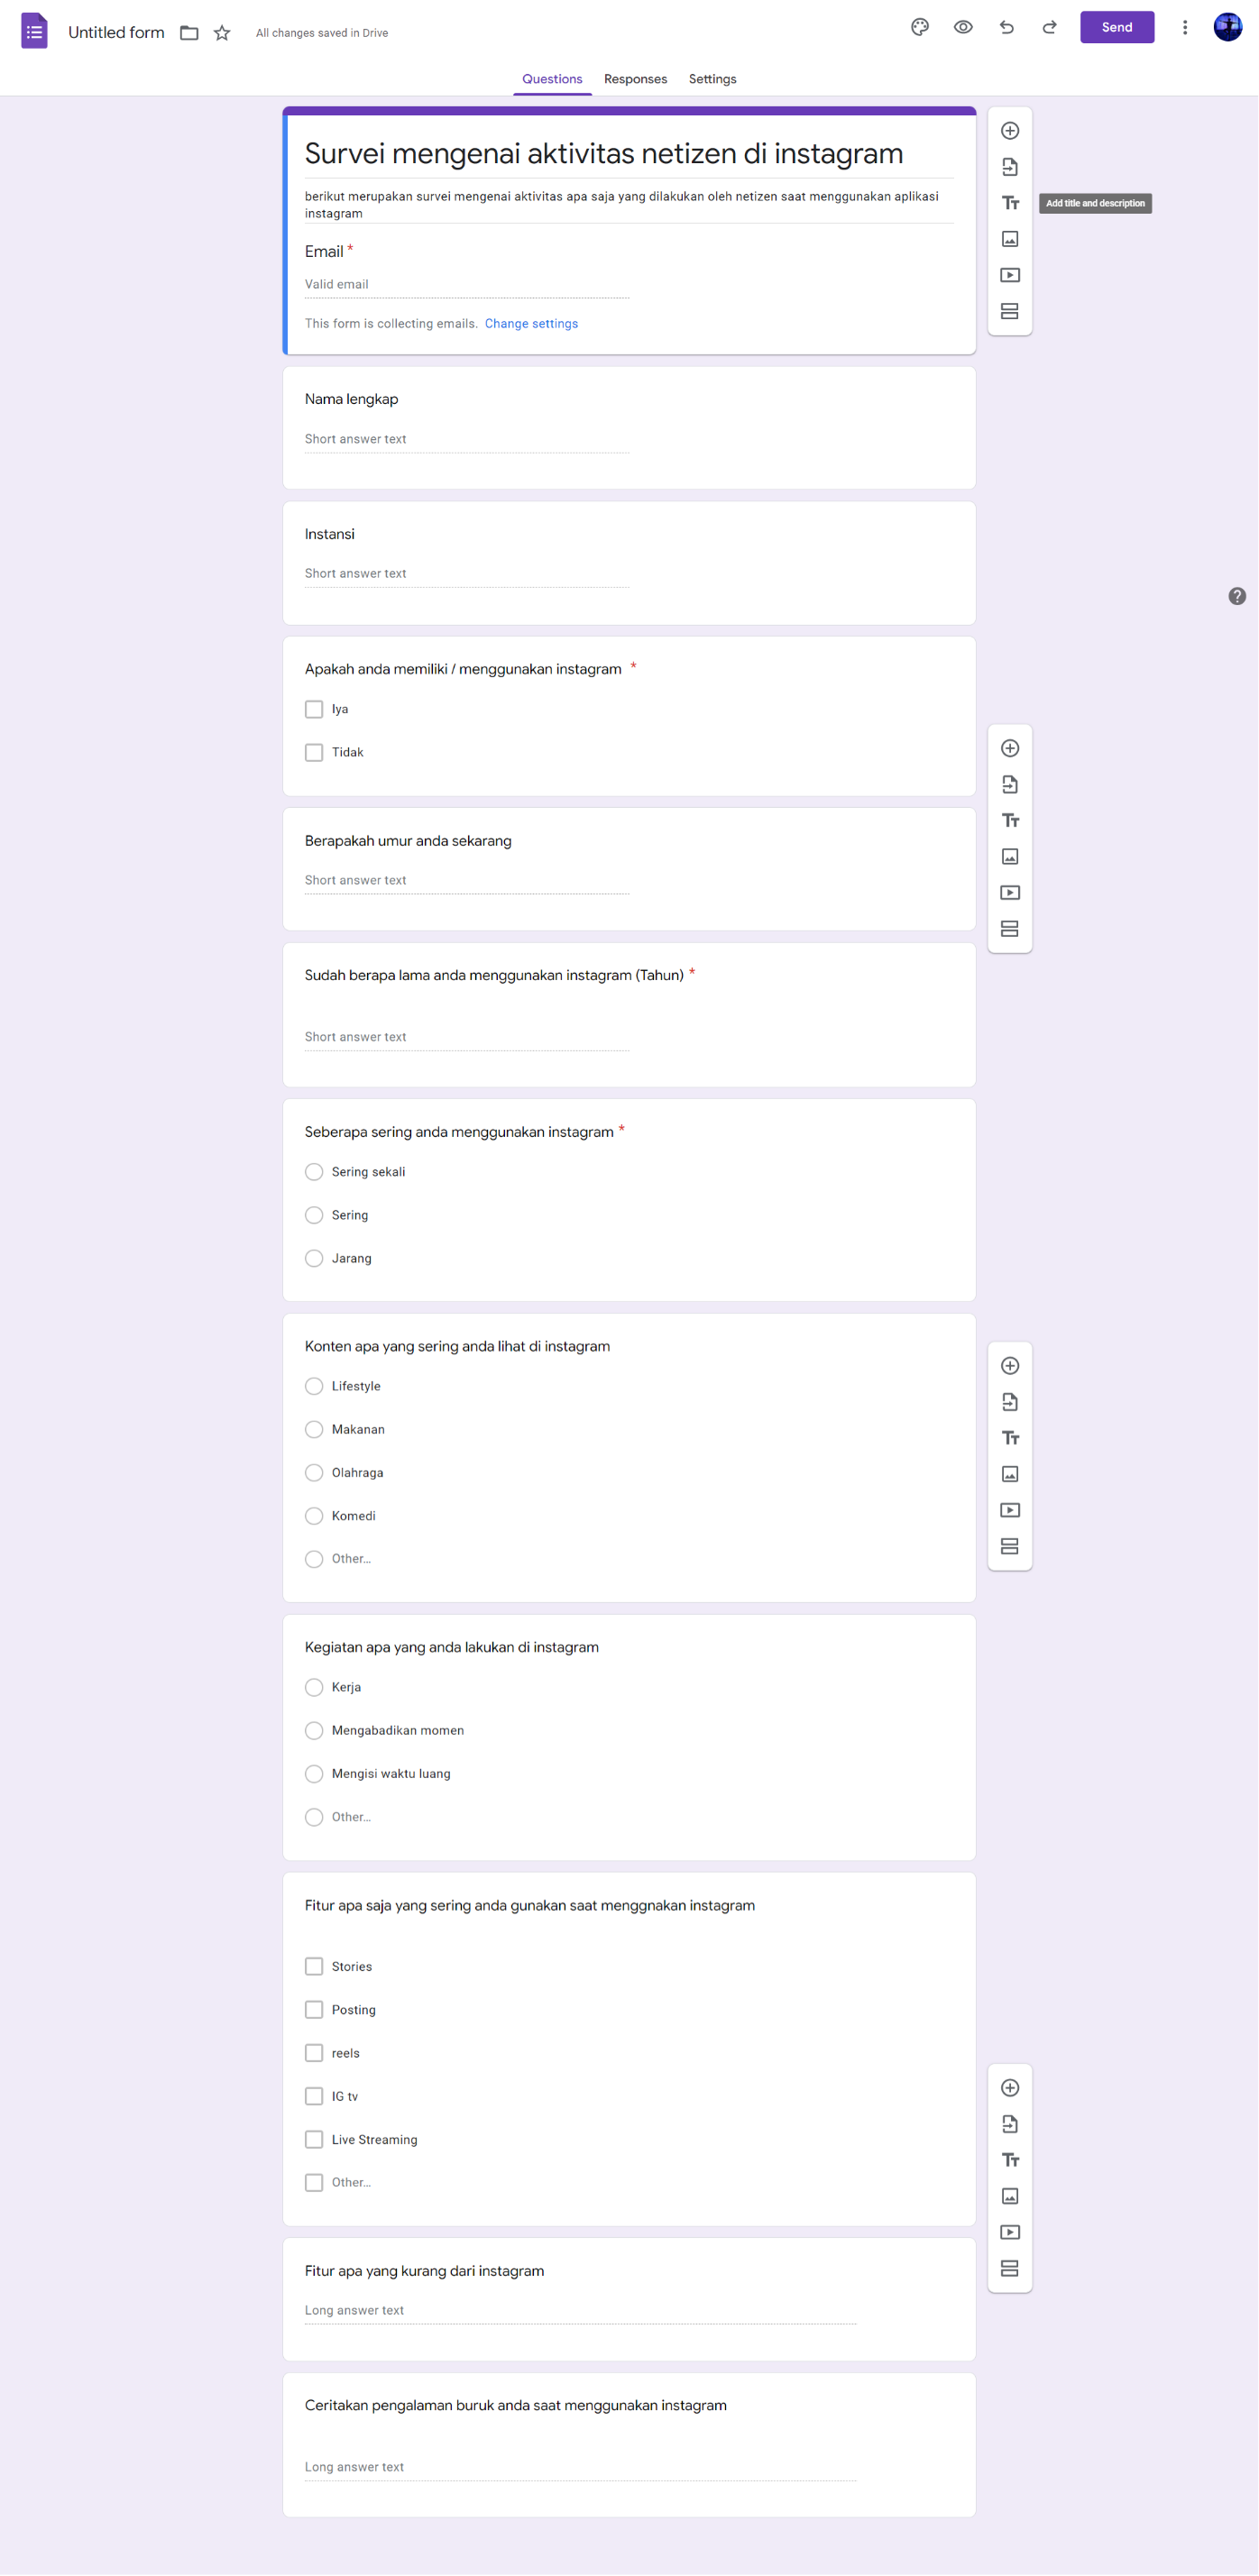 Untitled form
All changes saved in Drive
Send
Questions Responses Settings
Survei mengenai aktivitas netizen di instagram
berikut merupakan survei mengenai aktivitas apa saja yang dilakukan oleh netizen saat menggunakan aplikasi
instagram
Add title and description
Email *
Valid email
This form is collecting emails. Change settings
Nama lengkap
Short answer text
Instansi
Short answer text
Apakah anda memiliki / menggunakan instagram *
Iya
Tidak
Berapakah umur anda sekarang
Short answer text
Sudah berapa lama anda menggunakan instagram (Tahun) *
Short answer text
Seberapa sering anda menggunakan instagram *
Sering sekali
Sering
Jarang
Konten apa yang sering anda lihat di instagram
Lifestyle
Makanan
Olahraga
Komedi
Other...
Kegiatan apa yang anda lakukan di instagram
Kerja
Mengabadikan momen
Mengisi waktu luang
Other...
Fitur apa saja yang sering anda gunakan saat menggnakan instagram
Stories
Posting
reels
IG tv
Live Streaming
Other...
Fitur apa yang kurang dari instagram
Long answer text
Ceritakan pengalaman buruk anda saat menggunakan instagram
Long answer text